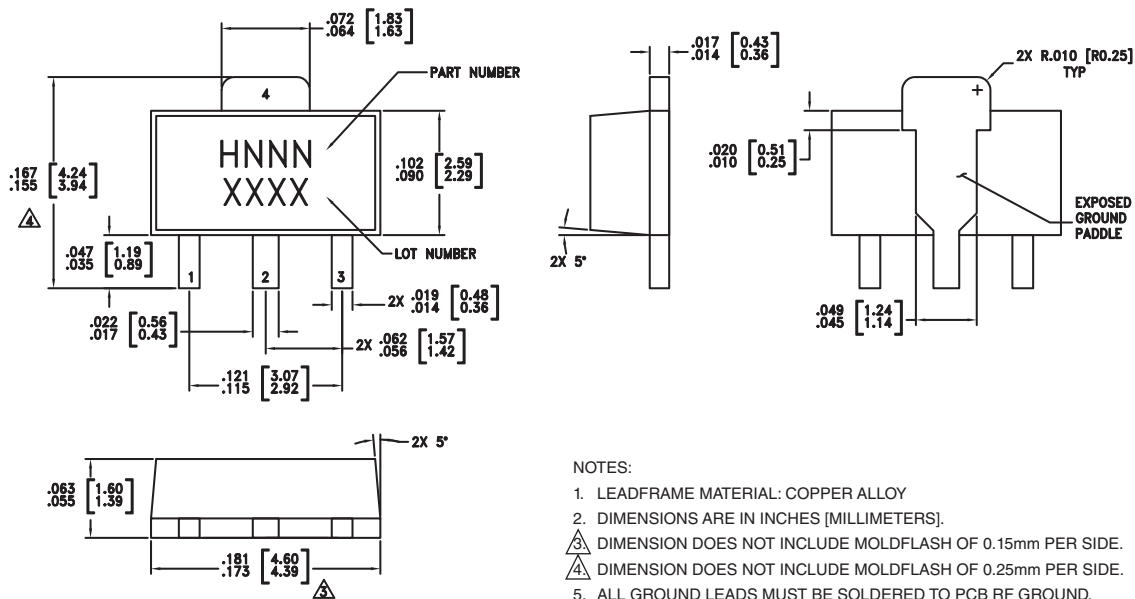 .072 [1.83]
.064 [1.63]
PART NUMBER
4
HNNN
XXXX
.167 [4.24]
.155 [3.94]
4
.102 [2.59]
.090 [2.29]
.047 [1.19]
.035 [0.89]
LOT NUMBER
1
2
3
2X .019 [0.48]
.014 [0.36]
.022 [0.56]
.017 [0.43]
2X .062 [1.57]
.056 [1.42]
.121 [3.07]
.115 [2.92]
.017 [0.43]
.014 [0.36]
2X 5°
2X R.010 [R0.25]
TYP
.020 [0.51]
.010 [0.25]
EXPOSED
GROUND
PADDLE
.049 [1.24]
.045 [1.14]
2X 5°
.063 [1.60]
.055 [1.39]
.181 [4.60]
.173 [4.39]
3
NOTES:
1. LEADFRAME MATERIAL: COPPER ALLOY
2. DIMENSIONS ARE IN INCHES [MILLIMETERS].
3. DIMENSION DOES NOT INCLUDE MOLDFLASH OF 0.15mm PER SIDE.
4. DIMENSION DOES NOT INCLUDE MOLDFLASH OF 0.25mm PER SIDE.
5. ALL GROUND LEADS MUST BE SOLDERED TO PCB RF GROUND.